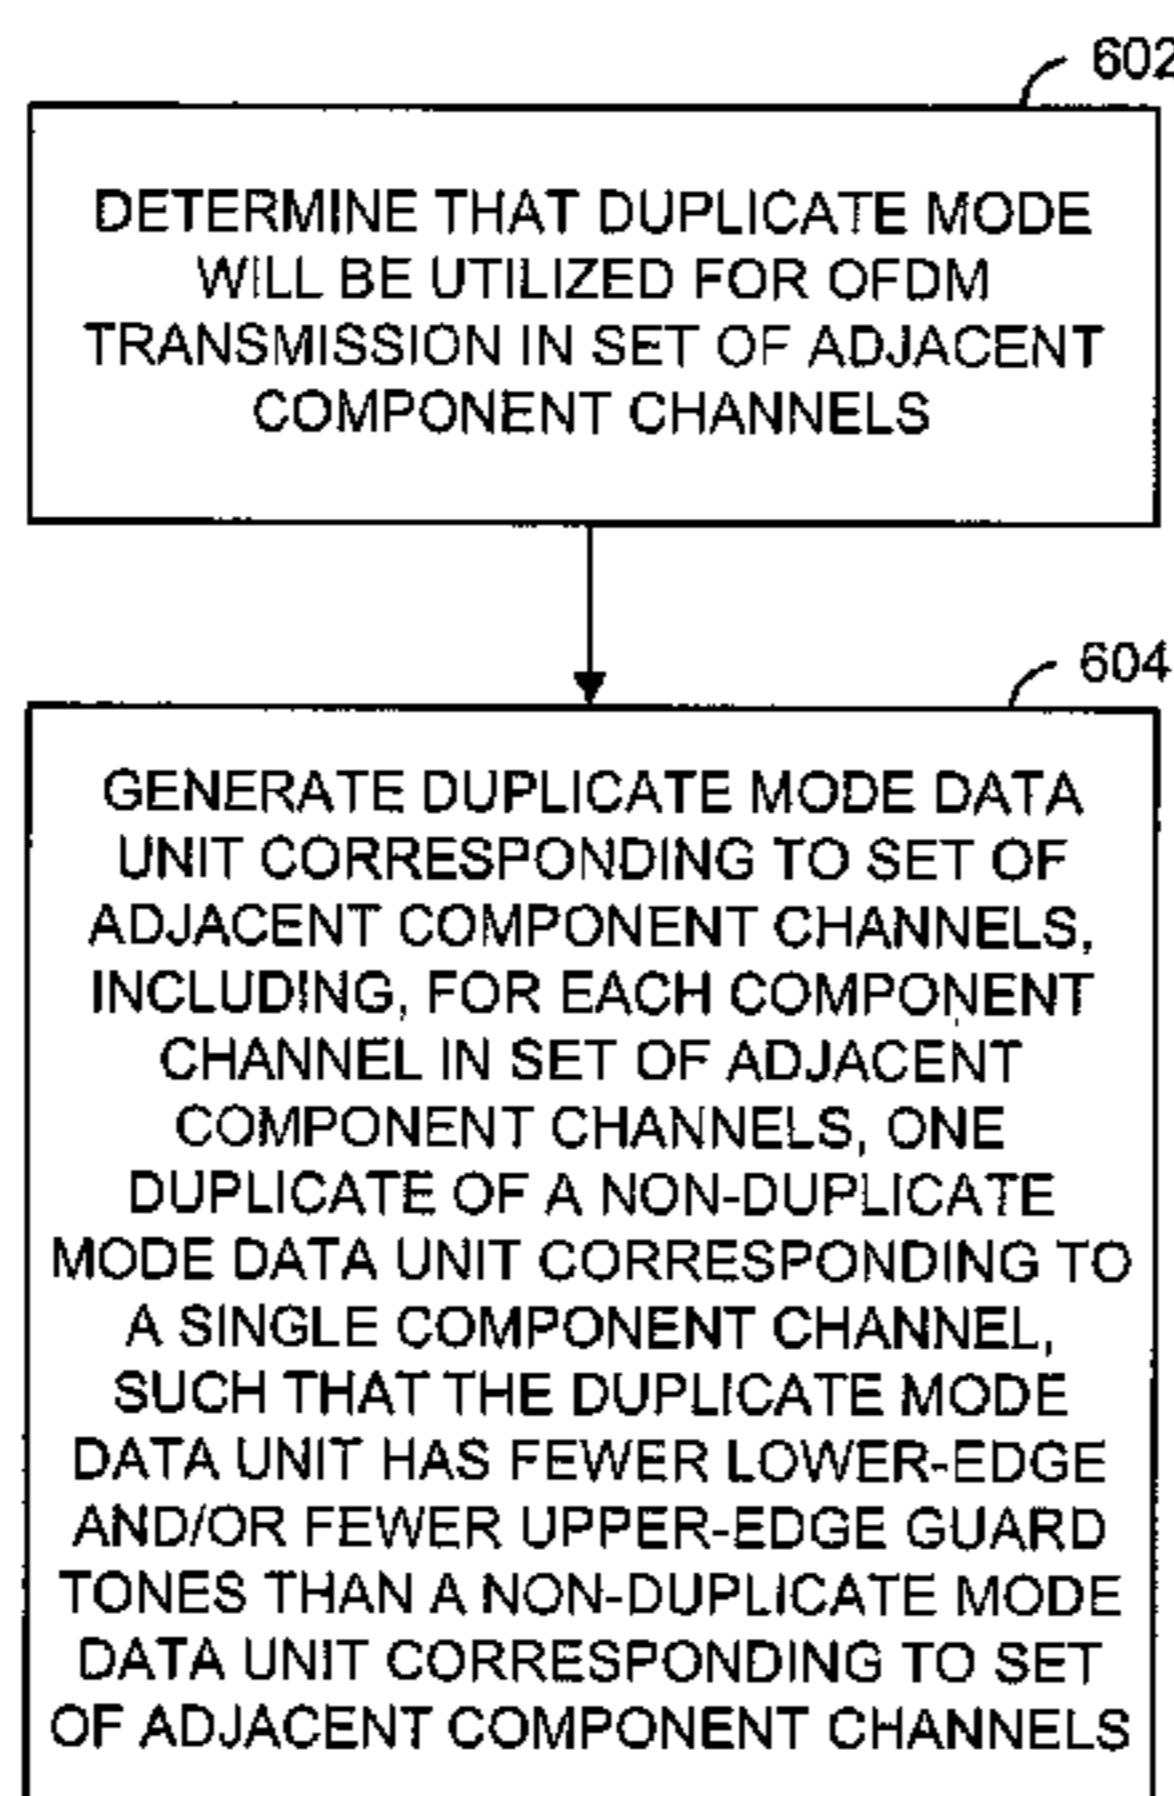 602
DETERMINE THAT DUPLICATE MODE
WILL BE UTILIZED FOR OFDM
TRANSMISSION IN SET OF ADJACENT
COMPONENT CHANNELS
604
GENERATE DUPLICATE MODE DATA
UNIT CORRESPONDING TO SET OF
ADJACENT COMPONENT CHANNELS,
INCLUDING, FOR EACH COMPONENT
CHANNEL IN SET OF ADJACENT
COMPONENT CHANNELS, ONE
DUPLICATE OF A NON-DUPLICATE
MODE DATA UNIT CORRESPONDING TO
A SINGLE COMPONENT CHANNEL,
SUCH THAT THE DUPLICATE MODE
DATA UNIT HAS FEWER LOWER-EDGE
AND/OR FEWER UPPER-EDGE GUARD
TONES THAN A NON-DUPLICATE MODE
DATA UNIT CORRESPONDING TO SET
OF ADJACENT COMPONENT CHANNELS